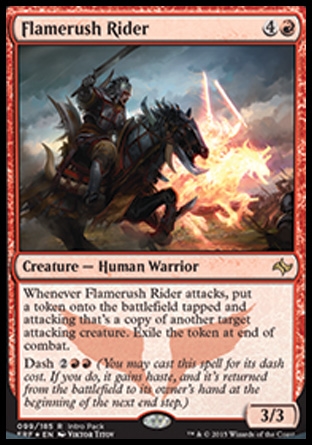 Flamerush Rider 4
Creature — Human Warrior
Whenever Flamerush Rider attacks, put
a token onto the battlefield tapped and
attacking that's a copy of another target
attacking creature. Exile the token at end of
combat.
Dash 2 (You may cast this spell for its dash
cost. If you do, it gains haste, and it's returned
from the battlefield to its owner's hand at the
beginning of the next end step.)
3/3
099/185 R Intro Pack
FRF ★ EN Viktor Titov ™ & © 2015 Wizards of the Coast